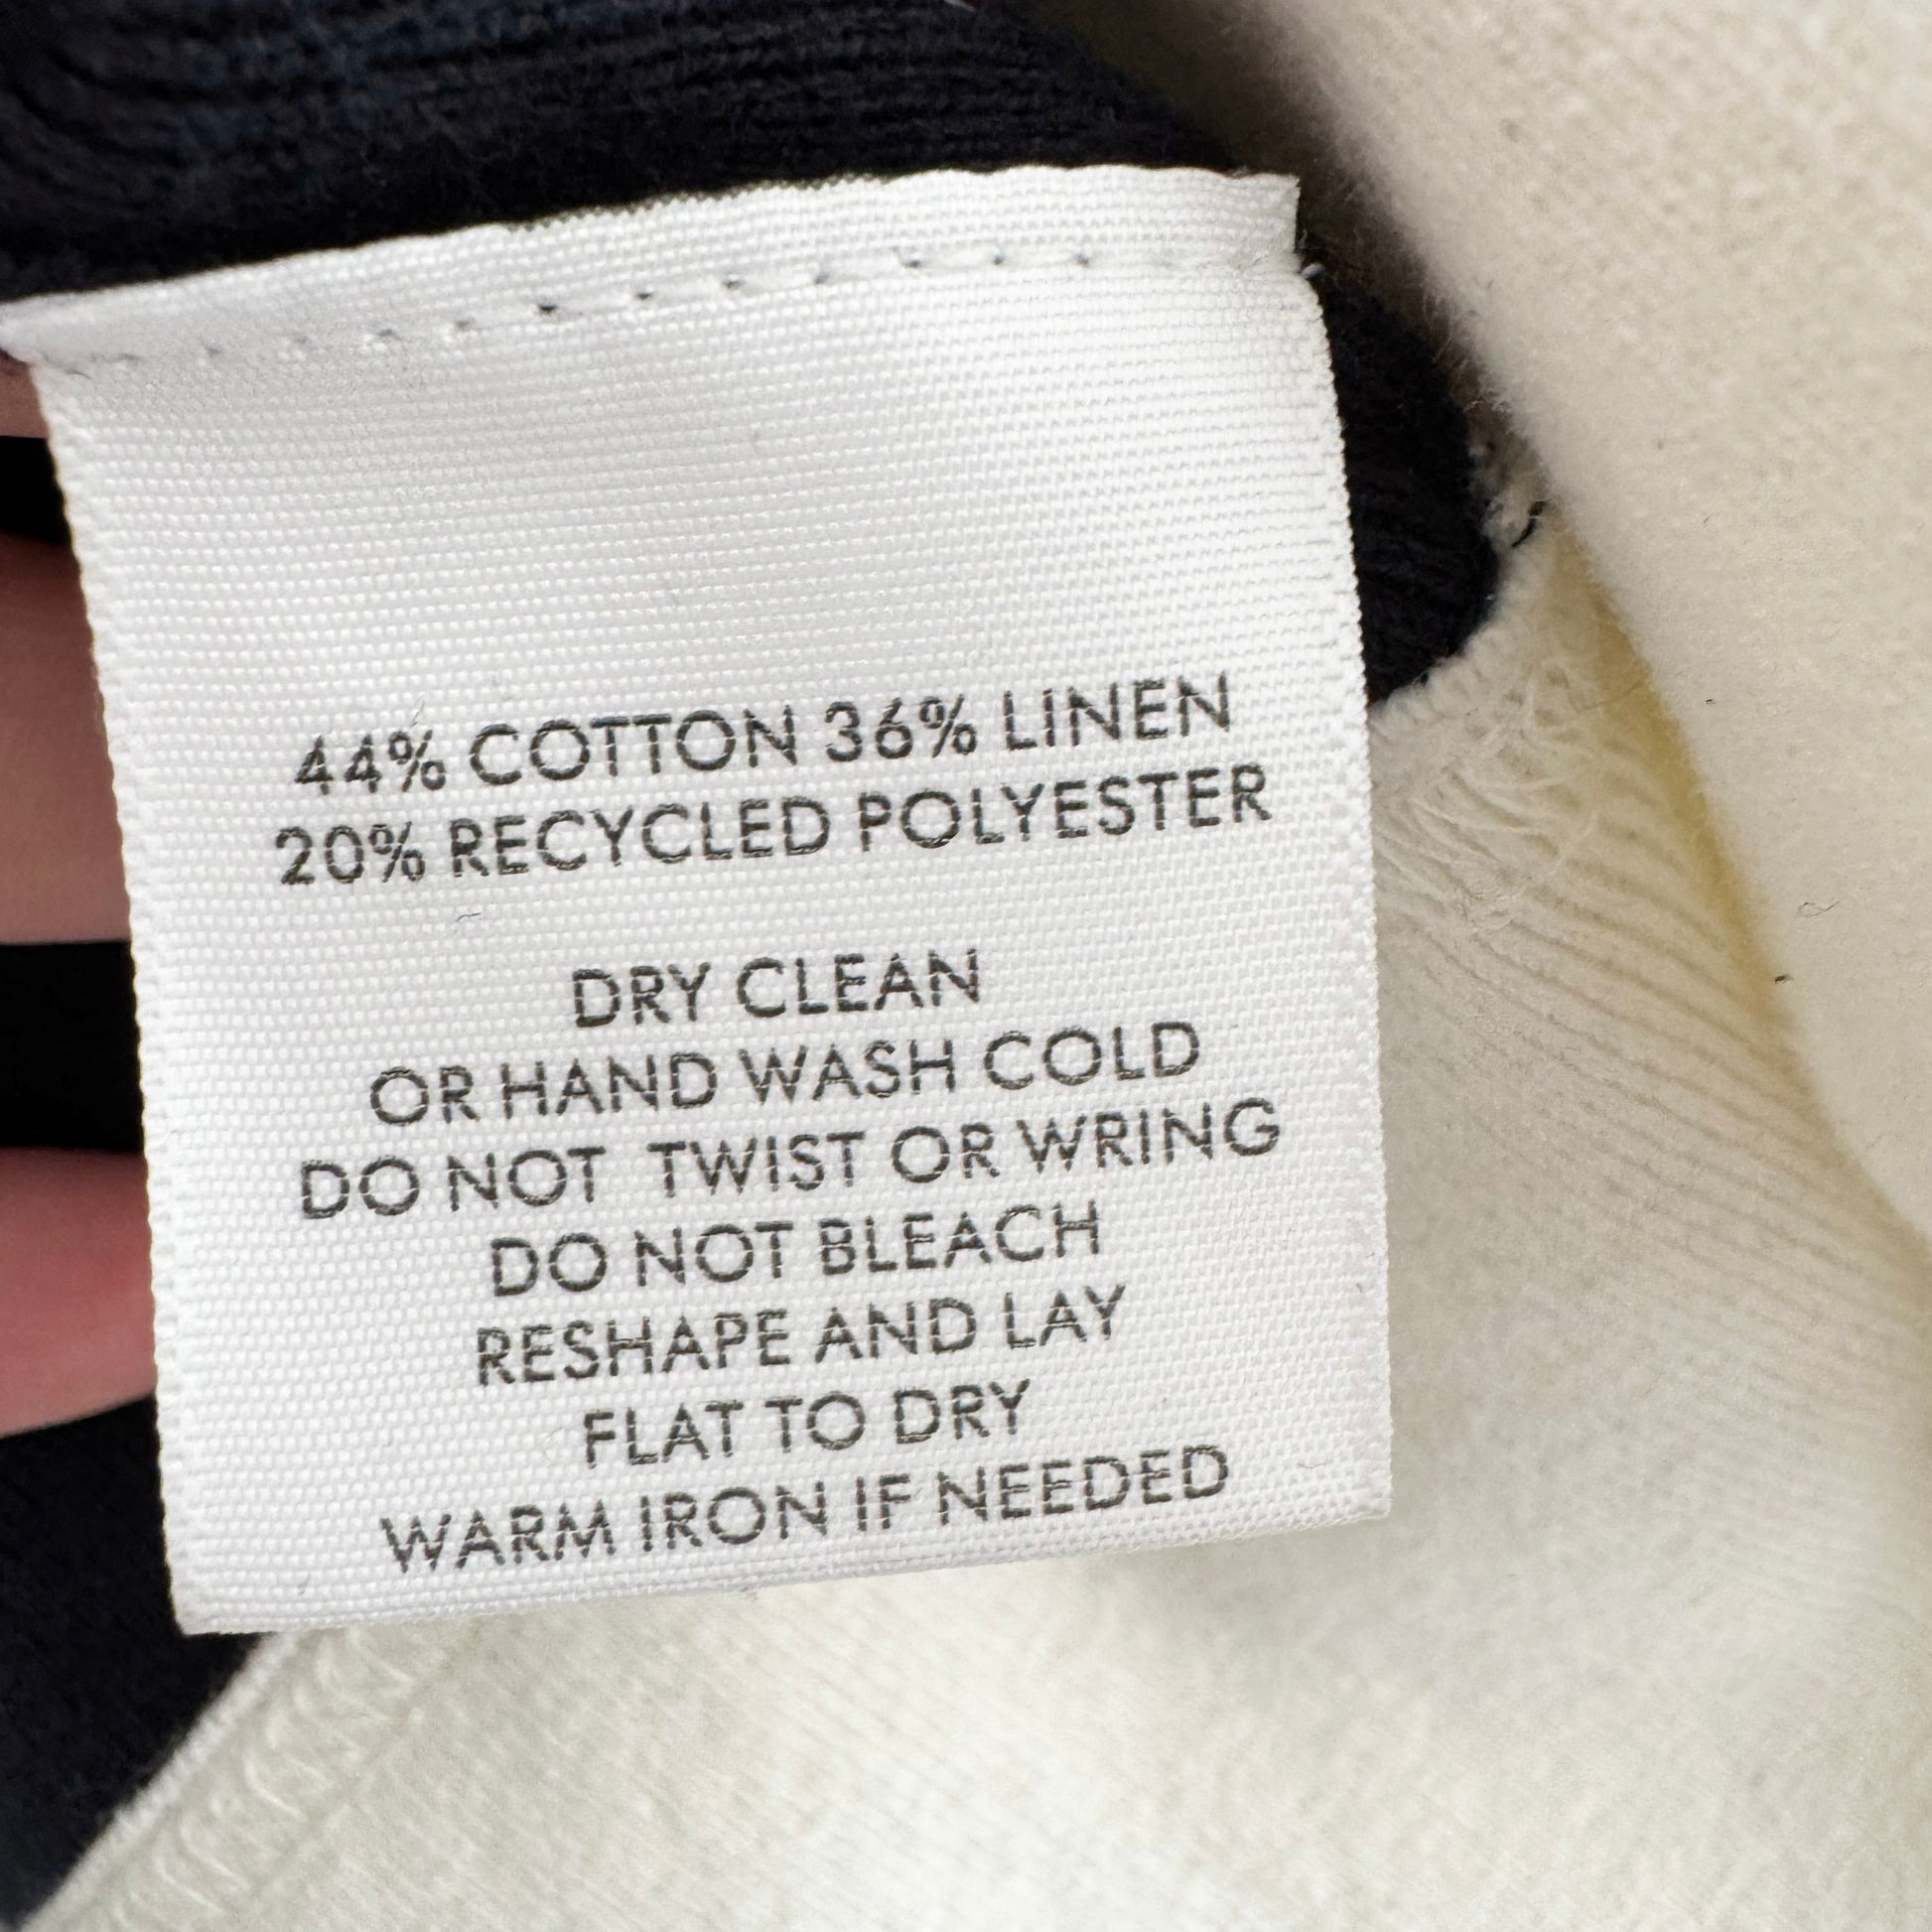 44% COTTON 36% LINEN
20% RECYCLED POLYESTER
DRY CLEAN
OR HAND WASH COLD
DO NOT TWIST OR WRING
DO NOT BLEACH
RESHAPE AND LAY
FLAT TO DRY
WARM IRON IF NEEDED